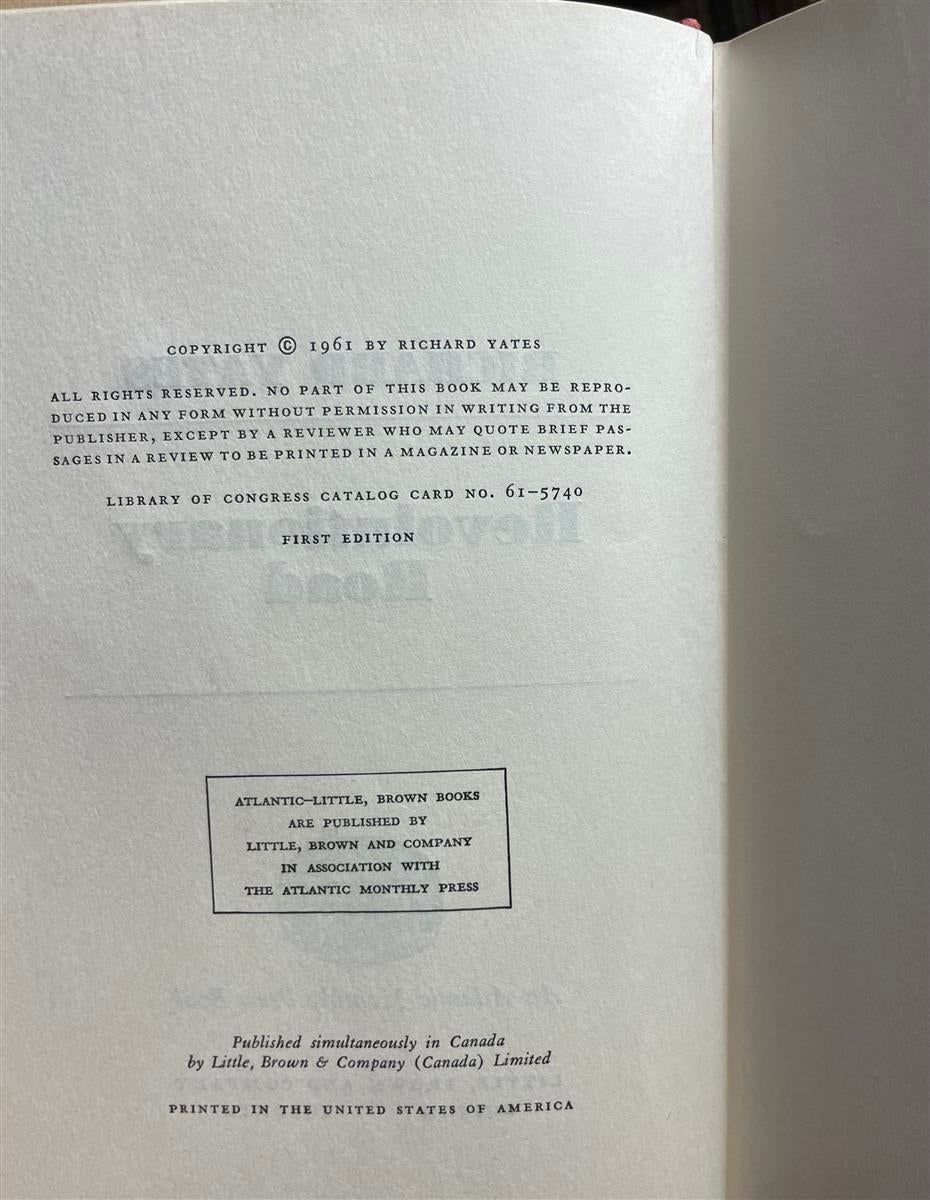 COPYRIGHT © 1961 BY RICHARD YATES
ALL RIGHTS RESERVED. NO PART OF THIS BOOK MAY BE REPRO-
DUCED IN ANY FORM WITHOUT PERMISSION IN WRITING FROM THE
PUBLISHER, EXCEPT BY A REVIEWER WHO MAY QUOTE BRIEF PAS-
SAGES IN A REVIEW TO BE PRINTED IN A MAGAZINE OR NEWSPAPER.
LIBRARY OF CONGRESS CATALOG CARD NO. 61–5740
FIRST EDITION
Revolutionary
Road
ATLANTIC–LITTLE, BROWN BOOKS
ARE PUBLISHED BY
LITTLE, BROWN AND COMPANY
IN ASSOCIATION WITH
THE ATLANTIC MONTHLY PRESS
Published simultaneously in Canada
by Little, Brown & Company (Canada) Limited
PRINTED IN THE UNITED STATES OF AMERICA